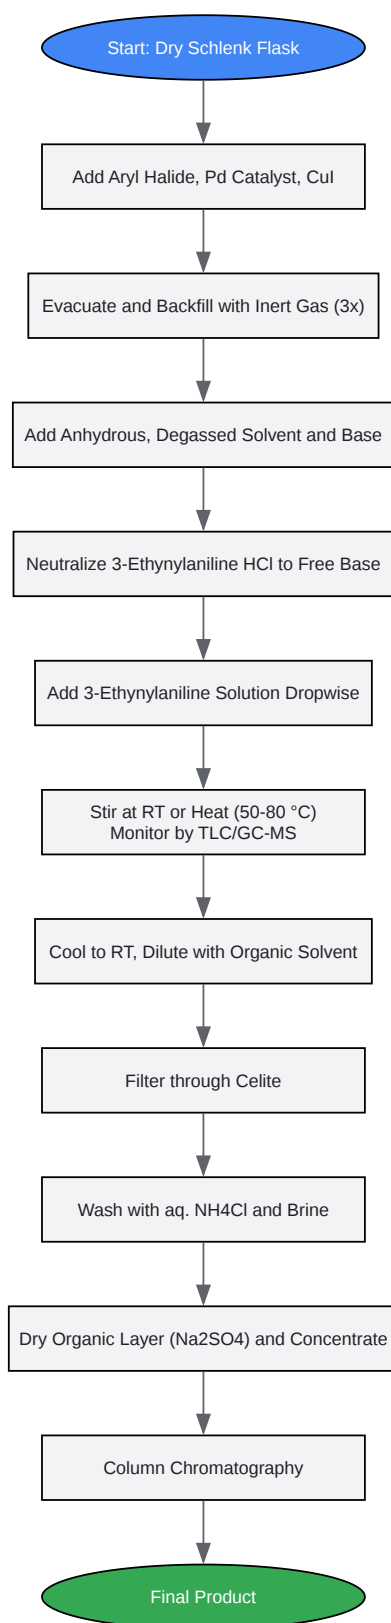 Start: Dry Schlenk Flask
Add Aryl Halide, Pd Catalyst, CuI
Evacuate and Backfill with Inert Gas (3x)
Add Anhydrous, Degassed Solvent and Base
Neutralize 3-Ethynylaniline HCl to Free Base
Add 3-Ethynylaniline Solution Dropwise
Stir at RT or Heat (50-80 °C)
Monitor by TLC/GC-MS
Cool to RT, Dilute with Organic Solvent
Filter through Celite
Wash with aq. NH4Cl and Brine
Dry Organic Layer (Na2SO4) and Concentrate
Column Chromatography
Final Product